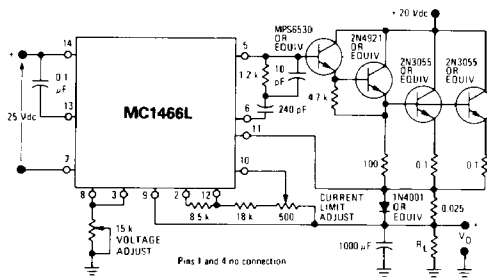 + 20 Vdc
MPS6530
OR
EQUIV
2N4921
OR
EQUIV
2N3055
2N3055
OR
EQUIV
14
5
+
0.1
μF
1.2 k
10
pF
4.7 k
13
6
240 pF
25 Vdc
MC1466L
11
10
100
0.1
0.1
7
8
3
9
2
12
CURRENT
LIMIT
ADJUST
1N4001
OR
EQUIV
0.025
8.5 k
18 k
500
+
15 k
VOLTAGE
ADJUST
1000 μF
RL
VO
Pins 1 and 4 no connection